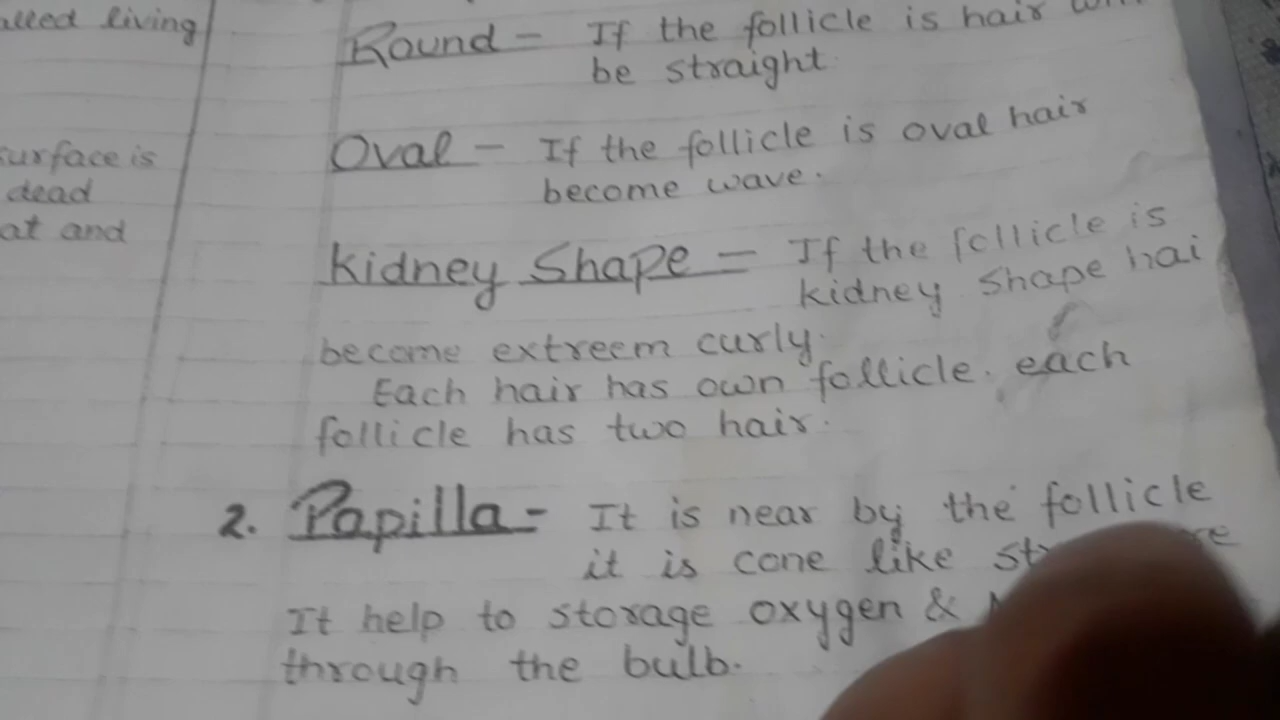 living
surface is
dead
at and
Round - If the follicle is hair
be straight
Oval - If the follicle is oval hair
become wave.
Kidney Shape - If the follicle is
kidney shape hai
become extreem curly.
Each hair has own follicle. each
follicle has two hair.
2. Papilla - It is near by the follicle
it is cone like
It help to storage oxygen &
through the bulb.